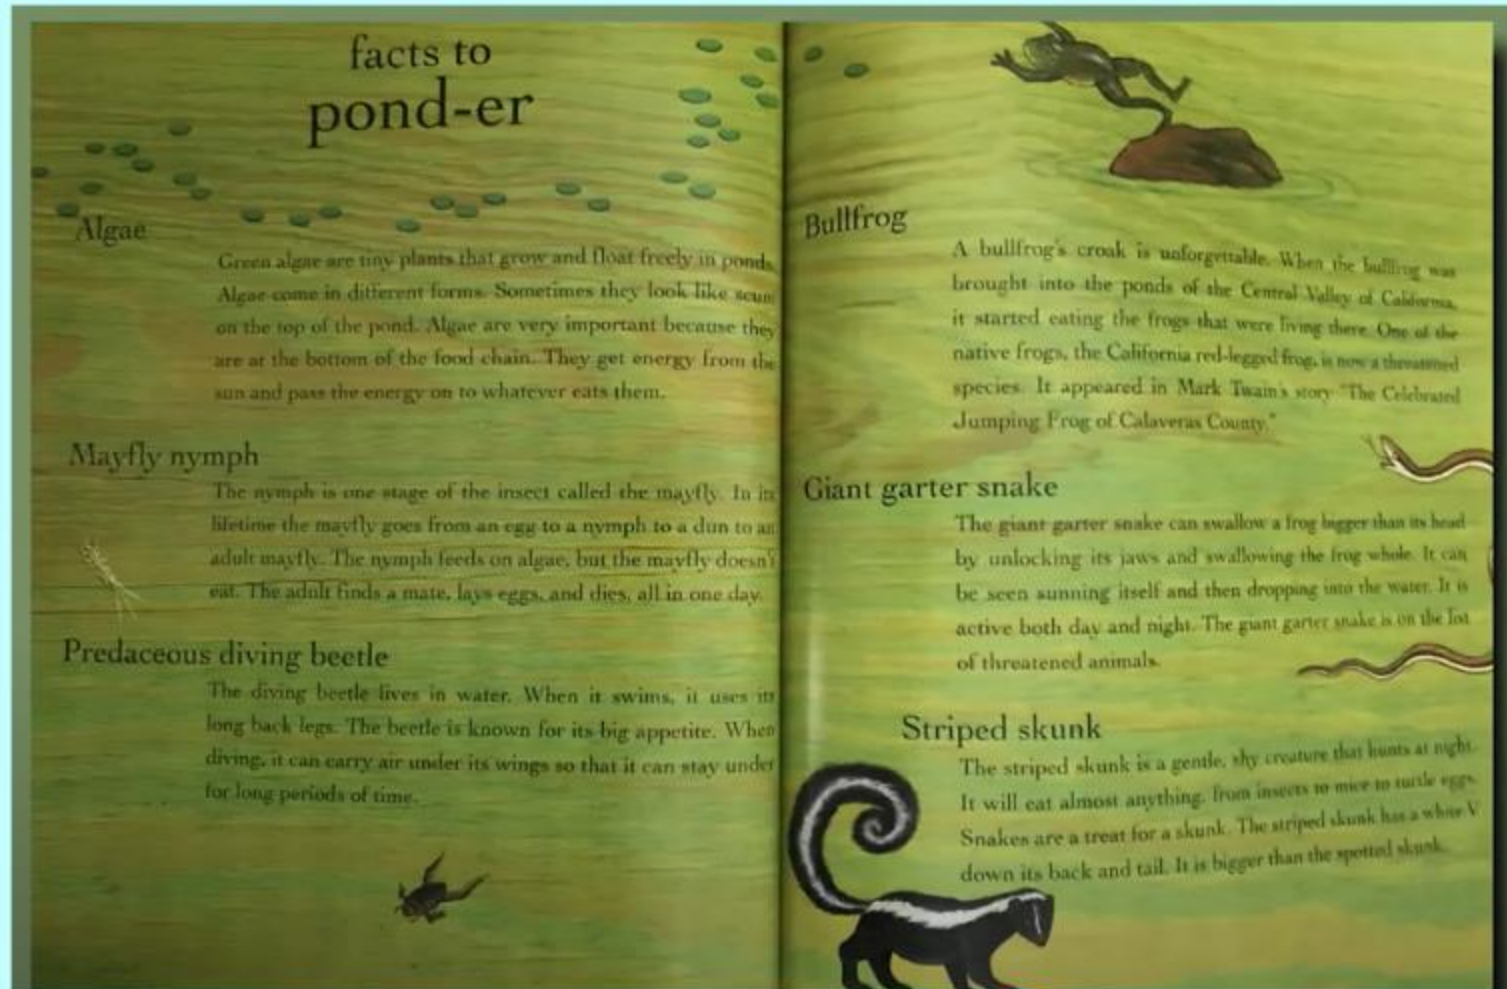 facts to
pond-er
Algae
Green algae are tiny plants that grow and float freely in ponds.
Algae come in different forms. Sometimes they look like scum
on the top of the pond. Algae are very important because they
are at the bottom of the food chain. They get energy from the
sun and pass the energy on to whatever eats them.
Mayfly nymph
The nymph is one stage of the insect called the mayfly. In its
lifetime the mayfly goes from an egg to a nymph to a dun to an
adult mayfly. The nymph feeds on algae, but the mayfly doesn't
eat. The adult finds a mate, lays eggs, and dies, all in one day.
Predaceous diving beetle
The diving beetle lives in water. When it swims, it uses its
long back legs. The beetle is known for its big appetite. When
diving, it can carry air under its wings so that it can stay under
for long periods of time.
Bullfrog
A bullfrog's croak is unforgettable. When the bullfrog was
brought into the ponds of the Central Valley of California,
it started eating the frogs that were living there. One of the
native frogs, the California red-legged frog, is now a threatened
species. It appeared in Mark Twain's story "The Celebrated
Jumping Frog of Calaveras County."
Giant garter snake
The giant garter snake can swallow a frog bigger than its head
by unlocking its jaws and swallowing the frog whole. It can
be seen sunning itself and then dropping into the water. It is
active both day and night. The giant garter snake is on the list
of threatened animals.
Striped skunk
The striped skunk is a gentle, shy creature that hunts at night.
It will eat almost anything, from insects to mice to turtle eggs.
Snakes are a treat for a skunk. The striped skunk has a white V
down its back and tail. It is bigger than the spotted skunk.